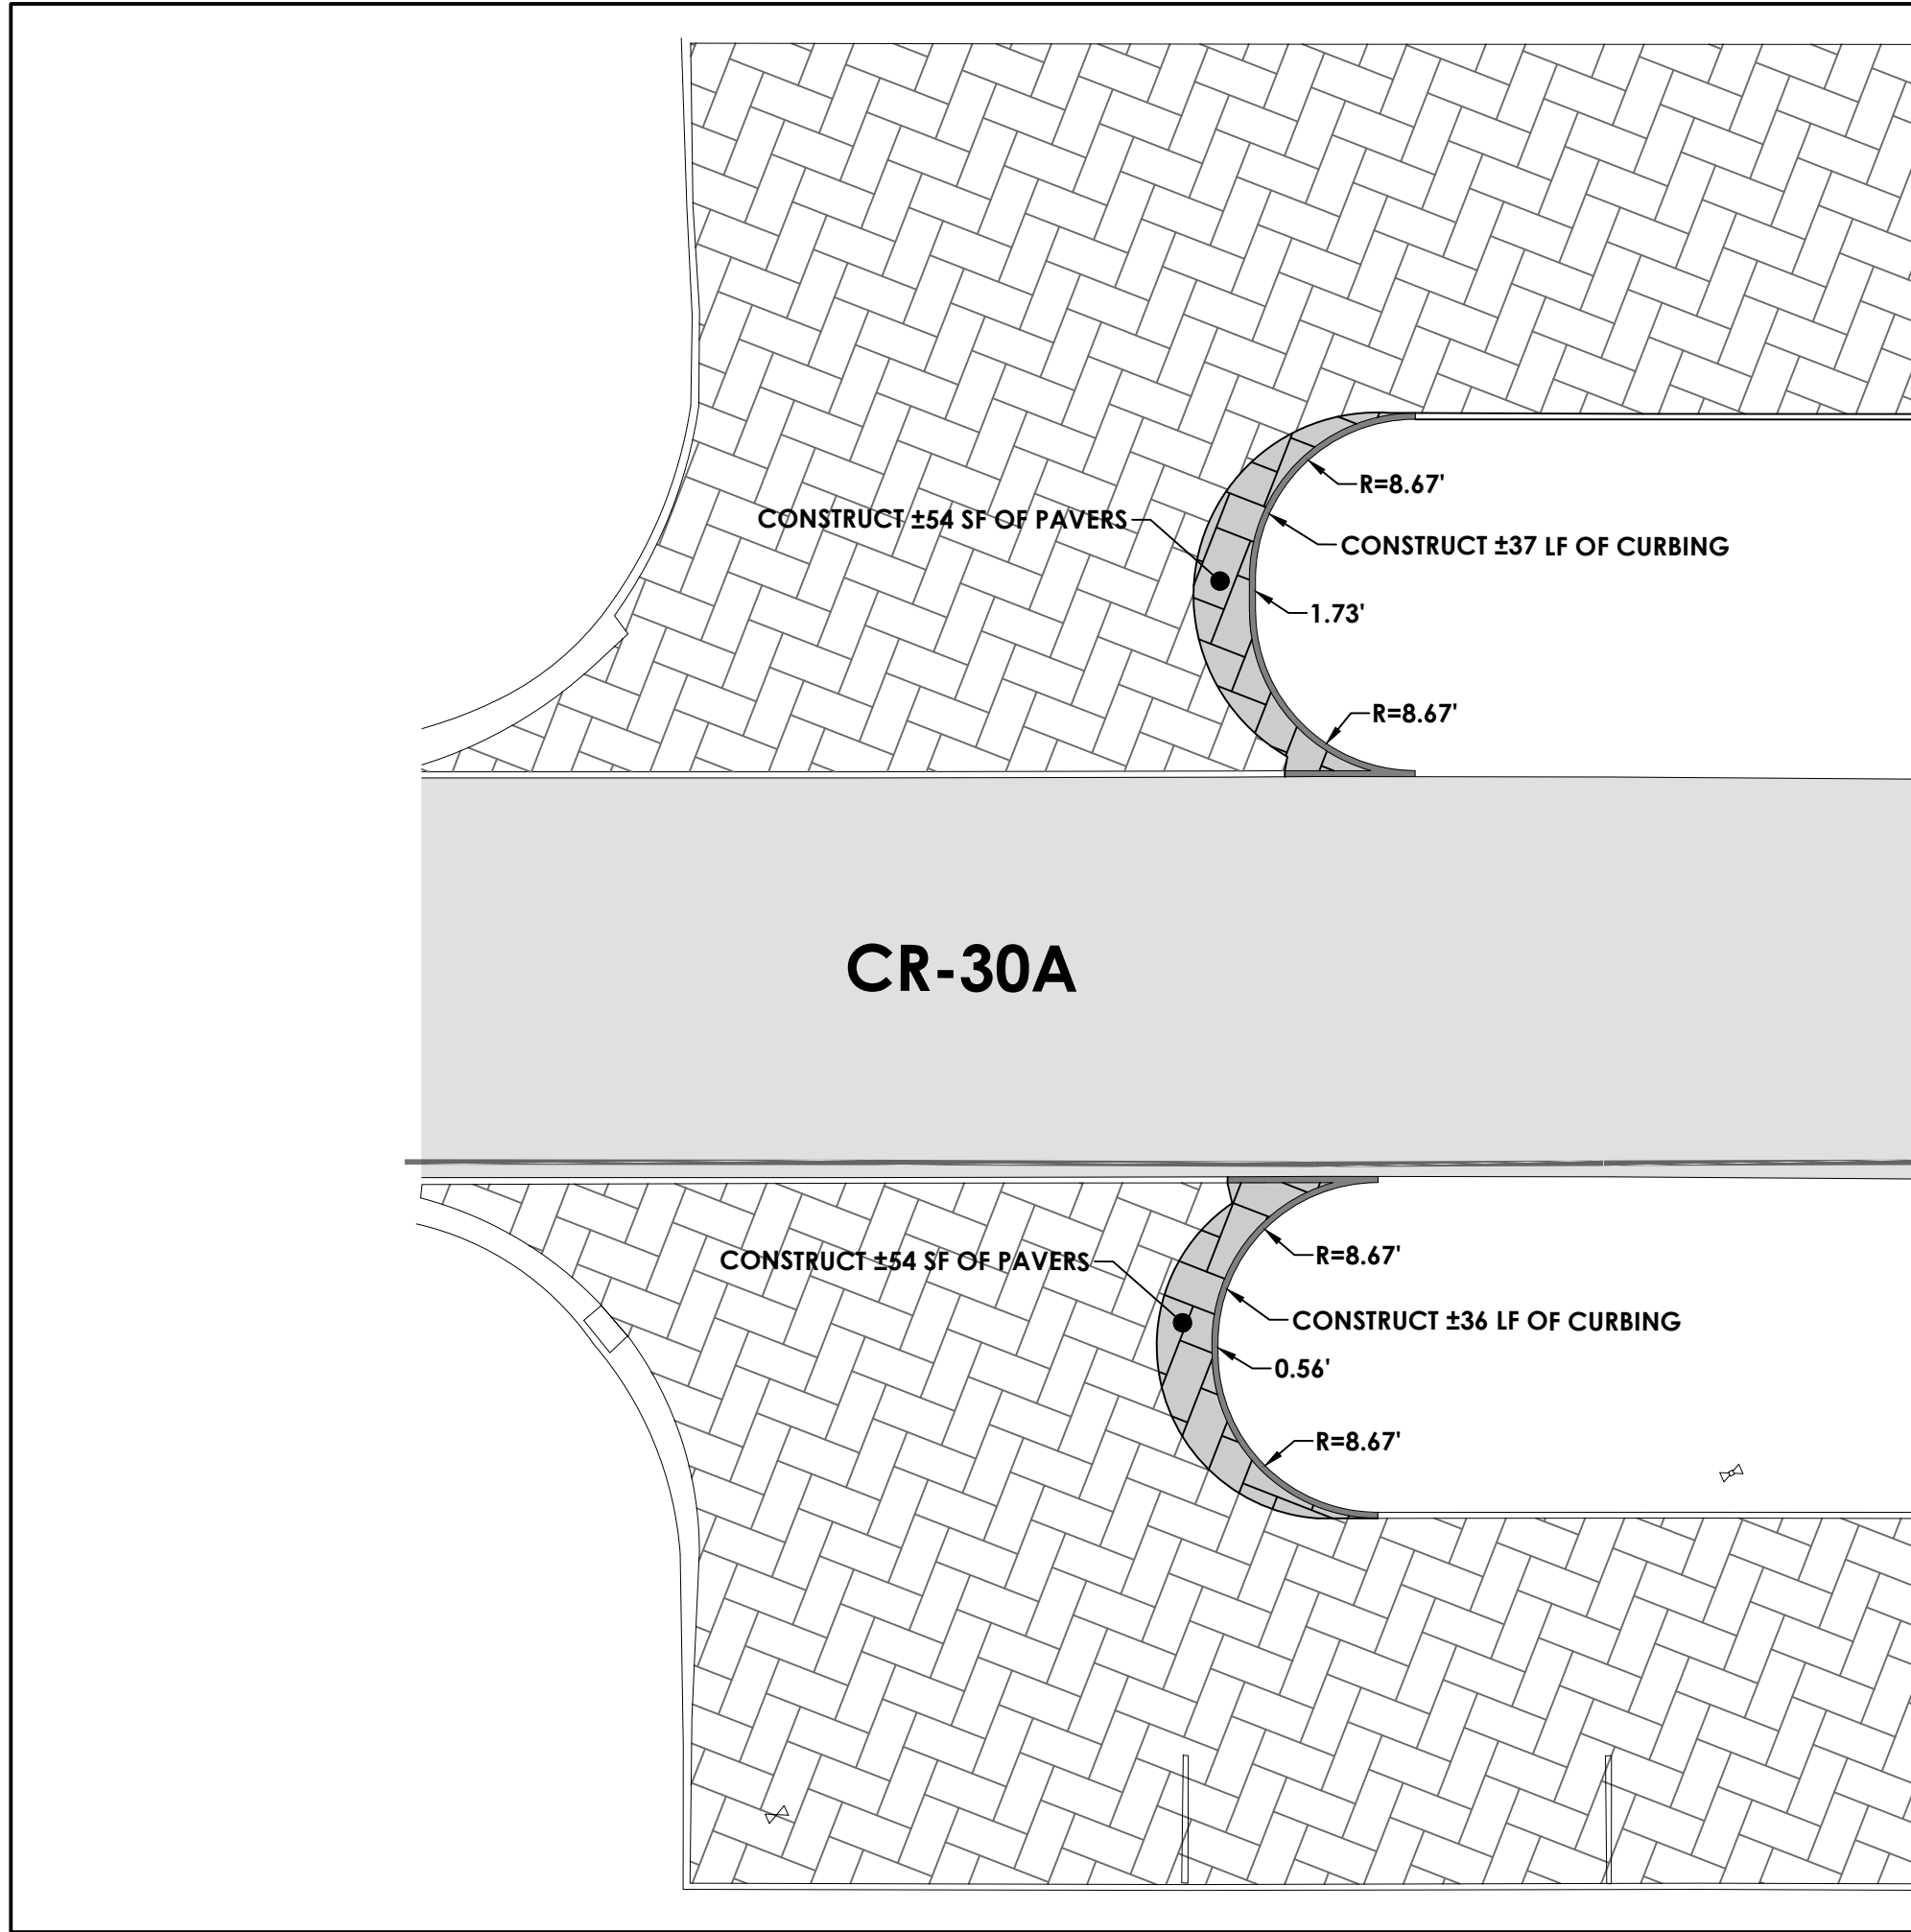 R=8.67'
CONSTRUCT ±54 SF OF PAVERS
CONSTRUCT ±37 LF OF CURBING
1.73'
R=8.67'
CR-30A
R=8.67'
CONSTRUCT ±54 SF OF PAVERS
CONSTRUCT ±36 LF OF CURBING
0.56'
R=8.67'